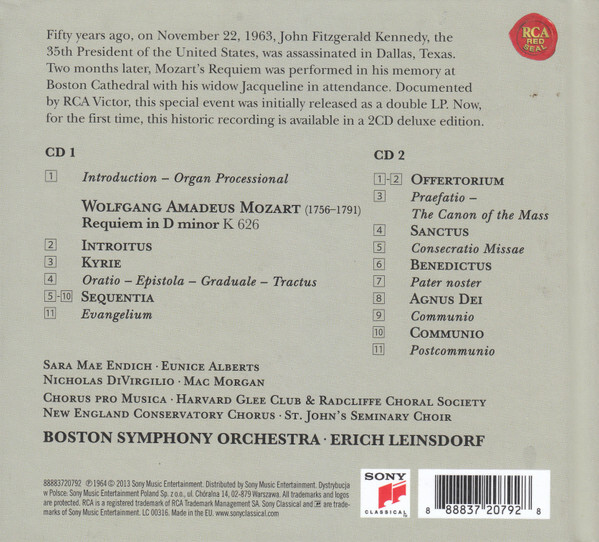 Fifty years ago, on November 22, 1963, John Fitzgerald Kennedy, the
35th President of the United States, was assassinated in Dallas, Texas.
Two months later, Mozart's Requiem was performed in his memory at
Boston Cathedral with his widow Jacqueline in attendance. Documented
by RCA Victor, this special event was initially released as a double LP. Now,
for the first time, this historic recording is available in a 2CD deluxe edition.
RCA
RED
SEAL
CD 1
1 Introduction – Organ Processional
Wolfgang Amadeus Mozart (1756–1791)
Requiem in D minor K 626
2 Introitus
3 Kyrie
4 Oratio – Epistola – Graduale – Tractus
5-10 Sequentia
11 Evangelium
CD 2
1-2 Offertorium
3 Praefatio –
The Canon of the Mass
4 Sanctus
5 Consecratio Missae
6 Benedictus
7 Pater noster
8 Agnus Dei
9 Communio
10 Communio
11 Postcommunio
Sara Mae Endich · Eunice Alberts
Nicholas DiVirgilio · Mac Morgan
Chorus pro Musica · Harvard Glee Club & Radcliffe Choral Society
New England Conservatory Chorus · St. John's Seminary Choir
Boston Symphony Orchestra · Erich Leinsdorf
88883720792 ℗ 1964 © 2013 Sony Music Entertainment. Distributed by Sony Music Entertainment. Dystrybucja
w Polsce: Sony Music Entertainment Poland Sp. z o.o., ul. Chóralna 14, 02-879 Warszawa. All trademarks and logos
are protected. RCA is a registered trademark of RCA Trademark Management SA. Sony Classical and are trade-
marks of Sony Music Entertainment. LC 00316. Made in the EU. www.sonyclassical.com
SONY
CLASSICAL
8 88837 20792 8